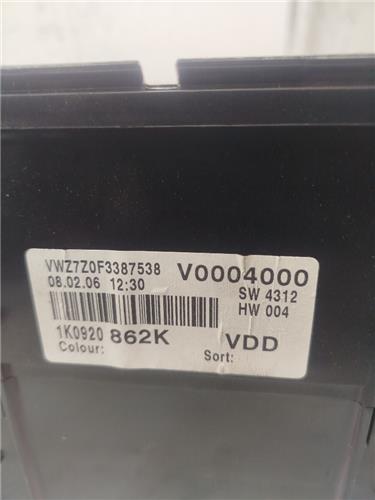 VWZ7Z0F3387538 V0004000
08.02.06 12:30 SW 4312
HW 004
1K0920 862K VDD
Colour: Sort: